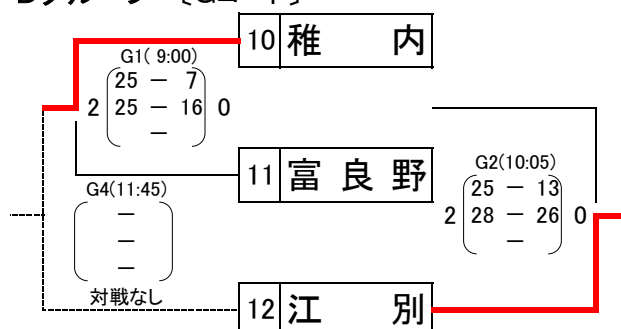 10 稚 内
G1( 9:00)
25 － 7
2 25 － 16 0
－
11 富 良 野
G2(10:05)
25 － 13
2 28 － 26 0
－
G4(11:45)
－
－
－
対戦なし
12 江 別